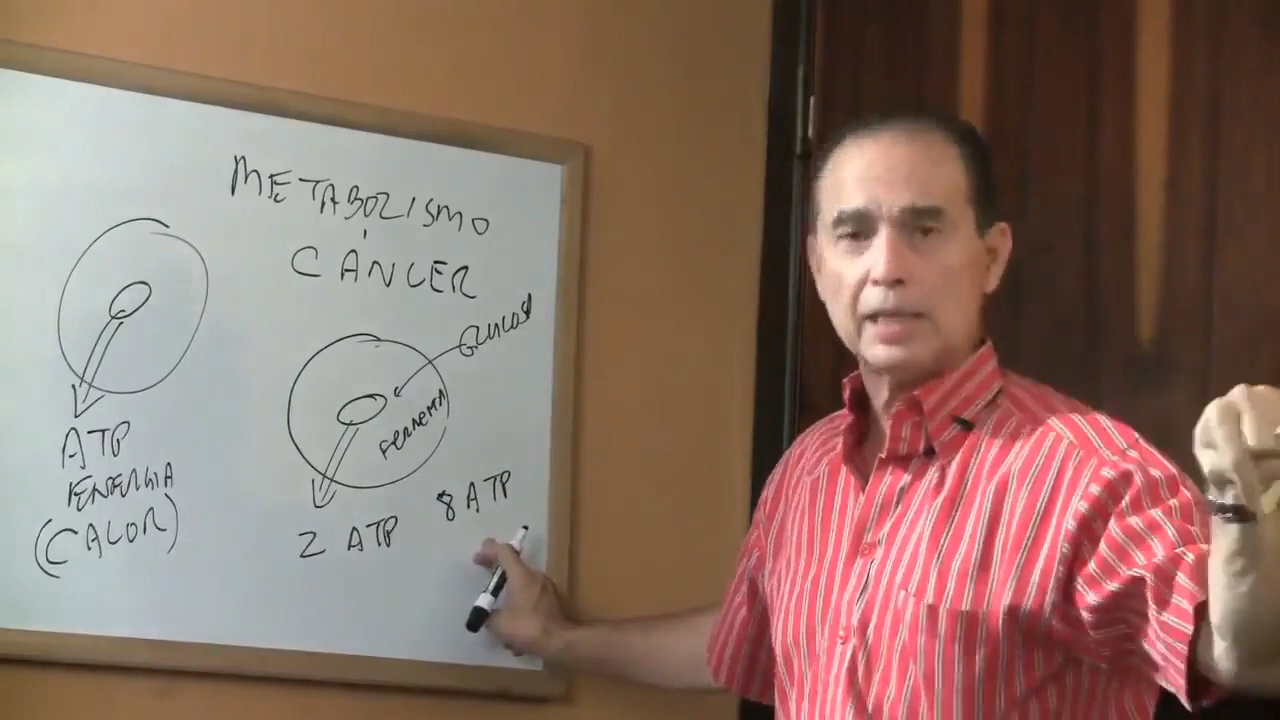 METABOLISMO
CÁNCER
GLUCOSA
FERMENTA
ATP
ENERGIA
(CALOR)
2 ATP
8 ATP